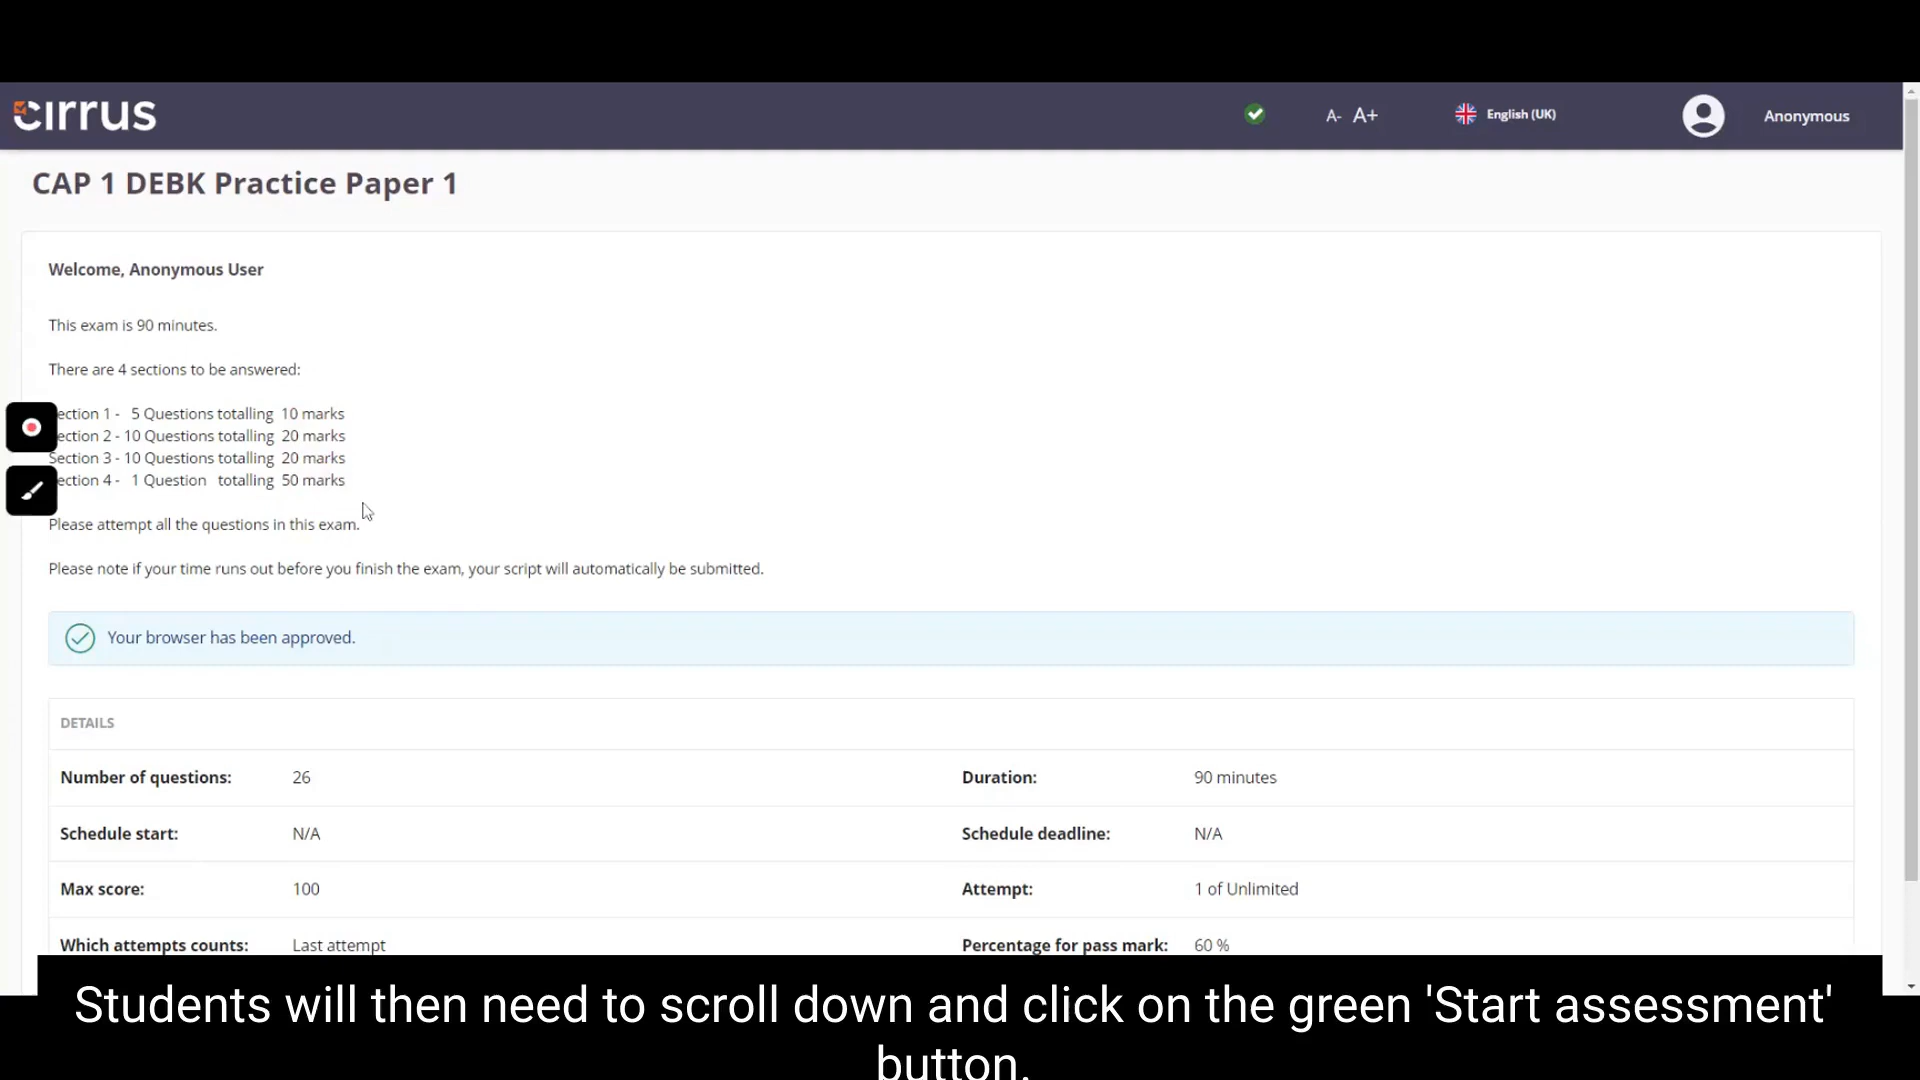 cirrus
A- A+
English (UK)
Anonymous
CAP 1 DEBK Practice Paper 1
Welcome, Anonymous User
This exam is 90 minutes.
There are 4 sections to be answered:
ection 1 - 5 Questions totalling 10 marks
ection 2 - 10 Questions totalling 20 marks
Section 3 - 10 Questions totalling 20 marks
ection 4 - 1 Question totalling 50 marks
Please attempt all the questions in this exam.
Please note if your time runs out before you finish the exam, your script will automatically be submitted.
Your browser has been approved.
DETAILS
Number of questions: 26 Duration: 90 minutes
Schedule start: N/A Schedule deadline: N/A
Max score: 100 Attempt: 1 of Unlimited
Which attempts counts: Last attempt Percentage for pass mark: 60 %
Students will then need to scroll down and click on the green 'Start assessment'
button.